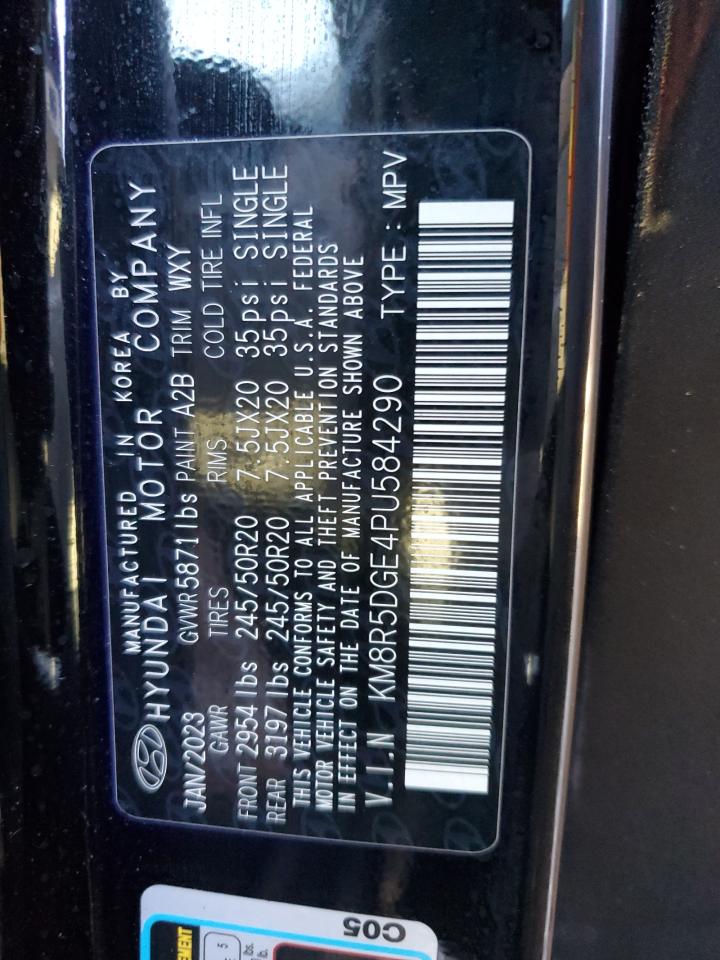 MANUFACTURED IN KOREA BY
HYUNDAI MOTOR COMPANY
JAN/2023 GVWR 5871 lbs PAINT A2B TRIM WXY
GAWR TIRES RIMS COLD TIRE INFL
FRONT 2954 lbs 245/50R20 7.5JX20 35psi SINGLE
REAR 3197 lbs 245/50R20 7.5JX20 35psi SINGLE
THIS VEHICLE CONFORMS TO ALL APPLICABLE U.S.A. FEDERAL
MOTOR VEHICLE SAFETY AND THEFT PREVENTION STANDARDS
IN EFFECT ON THE DATE OF MANUFACTURE SHOWN ABOVE
V.I.N KM8R5DGE4PU584290 TYPE : MPV
C05
5
lbs.
lb.